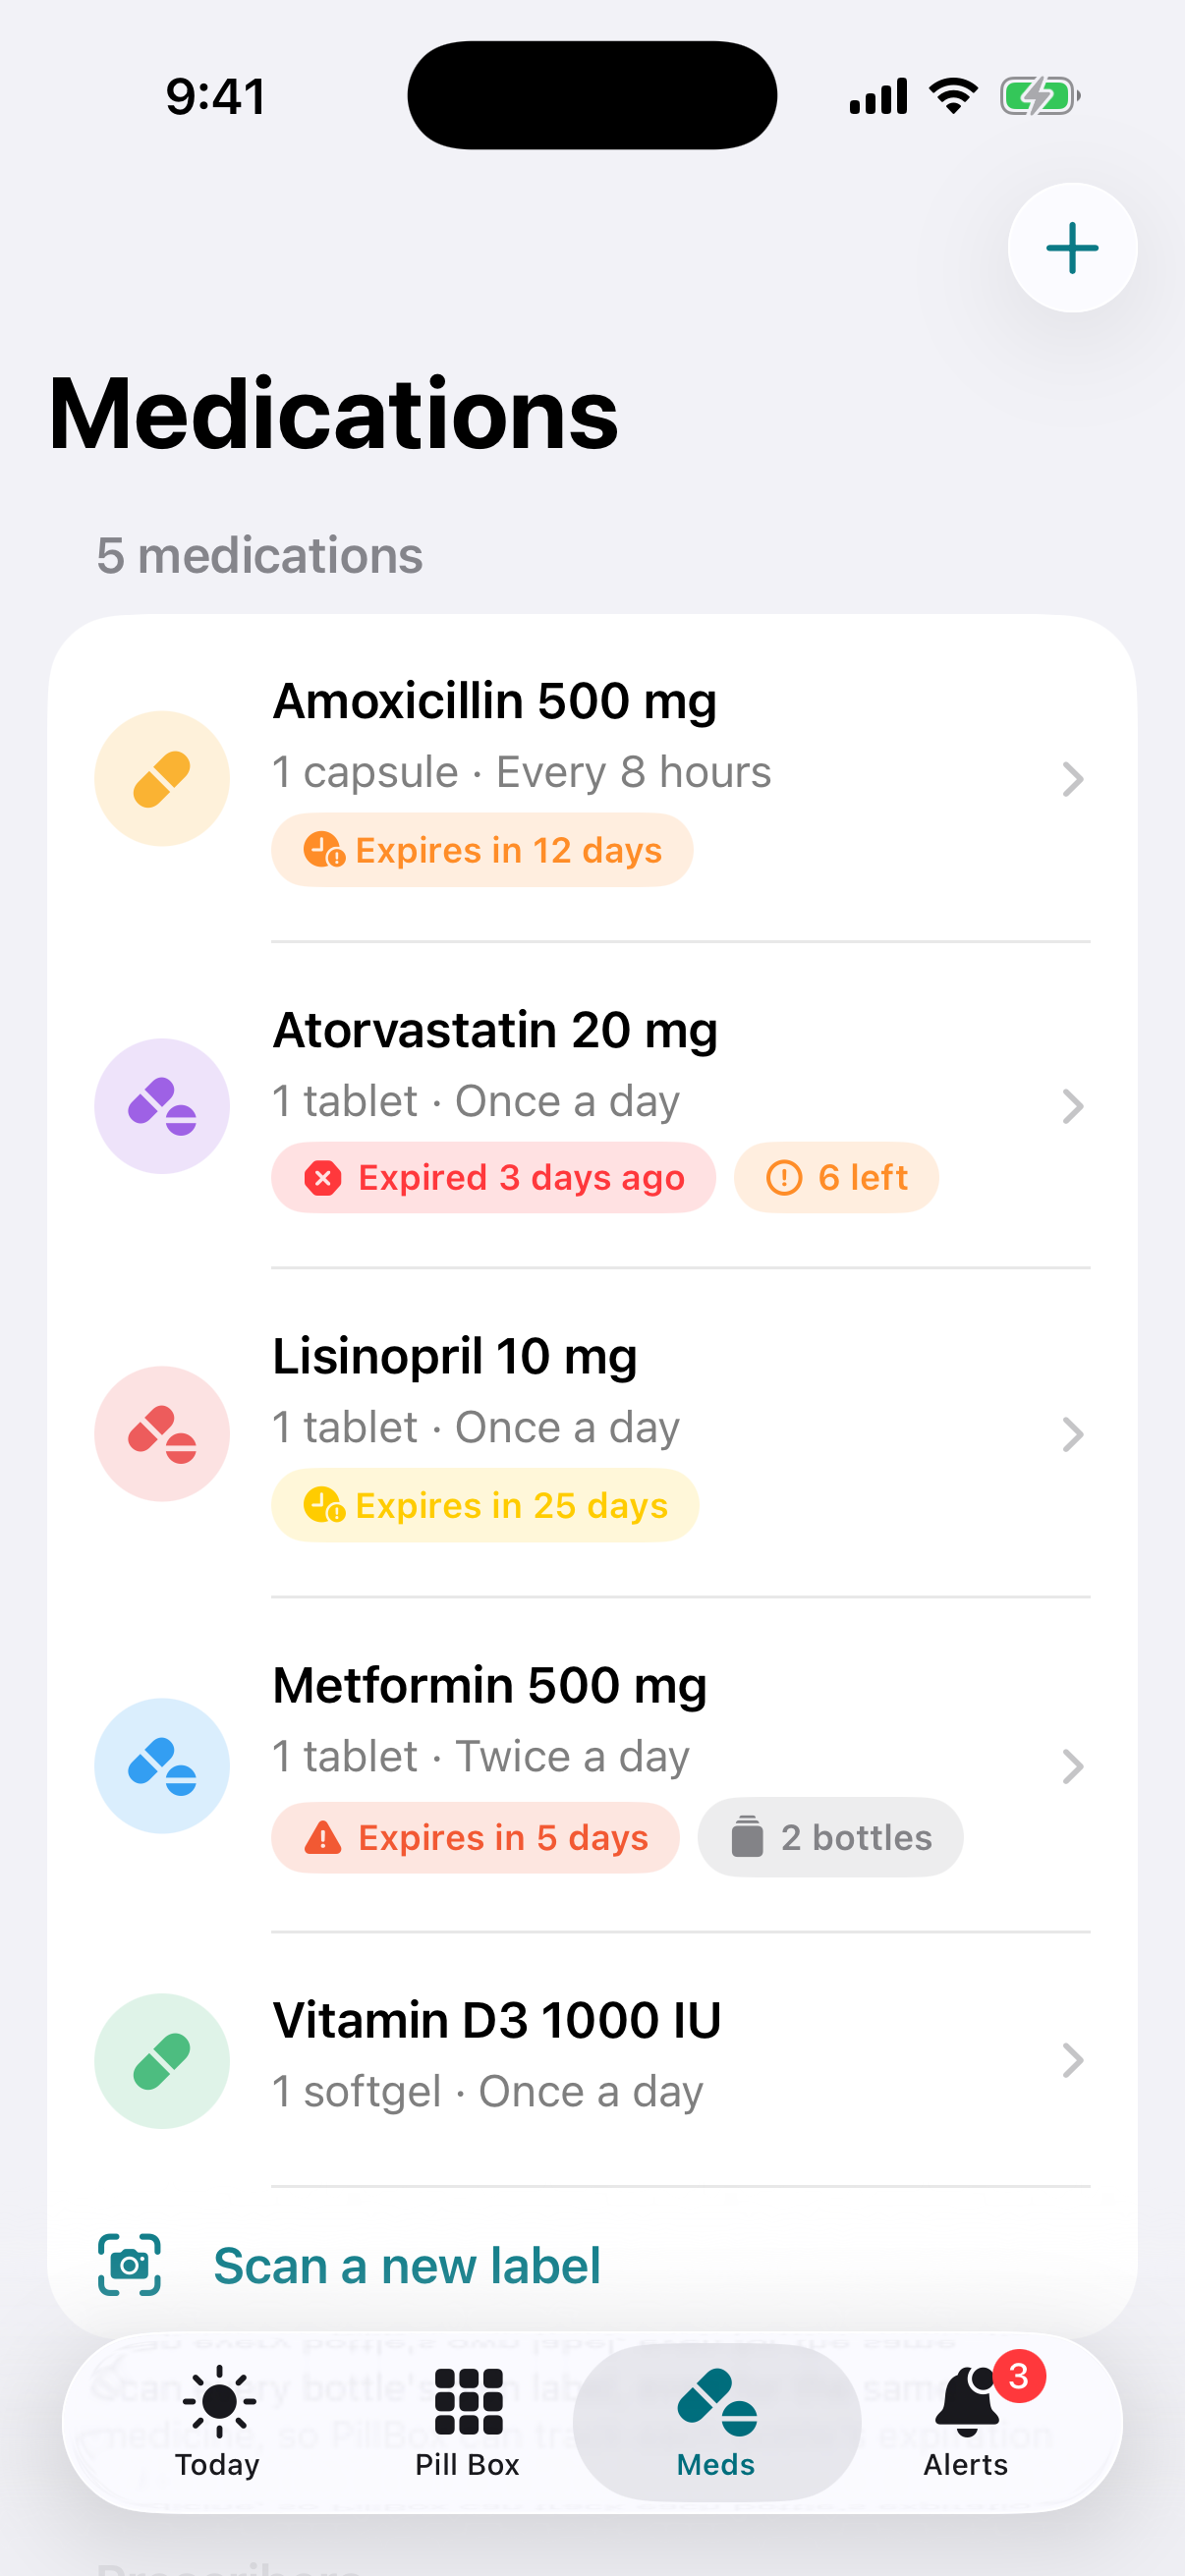 9:41
Medications
5 medications
Amoxicillin 500 mg
1 capsule · Every 8 hours
Expires in 12 days
Atorvastatin 20 mg
1 tablet · Once a day
Expired 3 days ago
6 left
Lisinopril 10 mg
1 tablet · Once a day
Expires in 25 days
Metformin 500 mg
1 tablet · Twice a day
Expires in 5 days
2 bottles
Vitamin D3 1000 IU
1 softgel · Once a day
Scan a new label
3
Today
Pill Box
Meds
Alerts